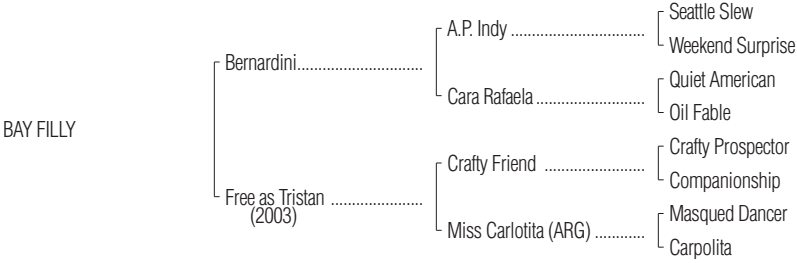 Seattle Slew
A.P. Indy ................................
Weekend Surprise
Bernardini..............................
Quiet American
Cara Rafaela ..........................
Oil Fable
BAY FILLY
Crafty Prospector
Crafty Friend ........................
Companionship
Free as Tristan ......................
(2003)
Masqued Dancer
Miss Carlotita (ARG) ............
Carpolita